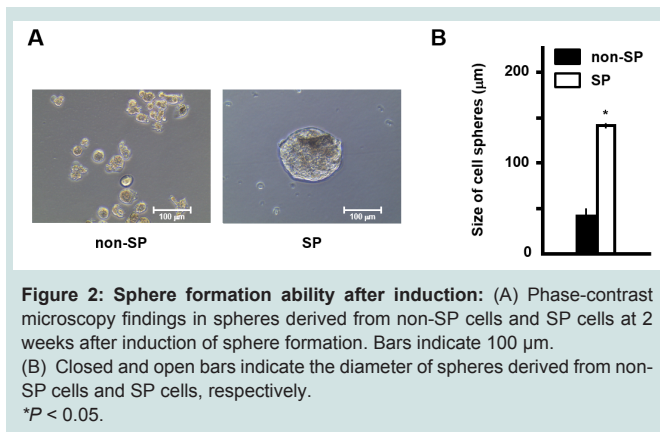 A
B
non-SP
SP
200
150
100
0
Size of cell spheres (µm)
*
100 µm
100 µm
non-SP
SP
Figure 2: Sphere formation ability after induction: (A) Phase-contrast
microscopy findings in spheres derived from non-SP cells and SP cells at 2
weeks after induction of sphere formation. Bars indicate 100 µm.
(B) Closed and open bars indicate the diameter of spheres derived from non-
SP cells and SP cells, respectively.
*P < 0.05.